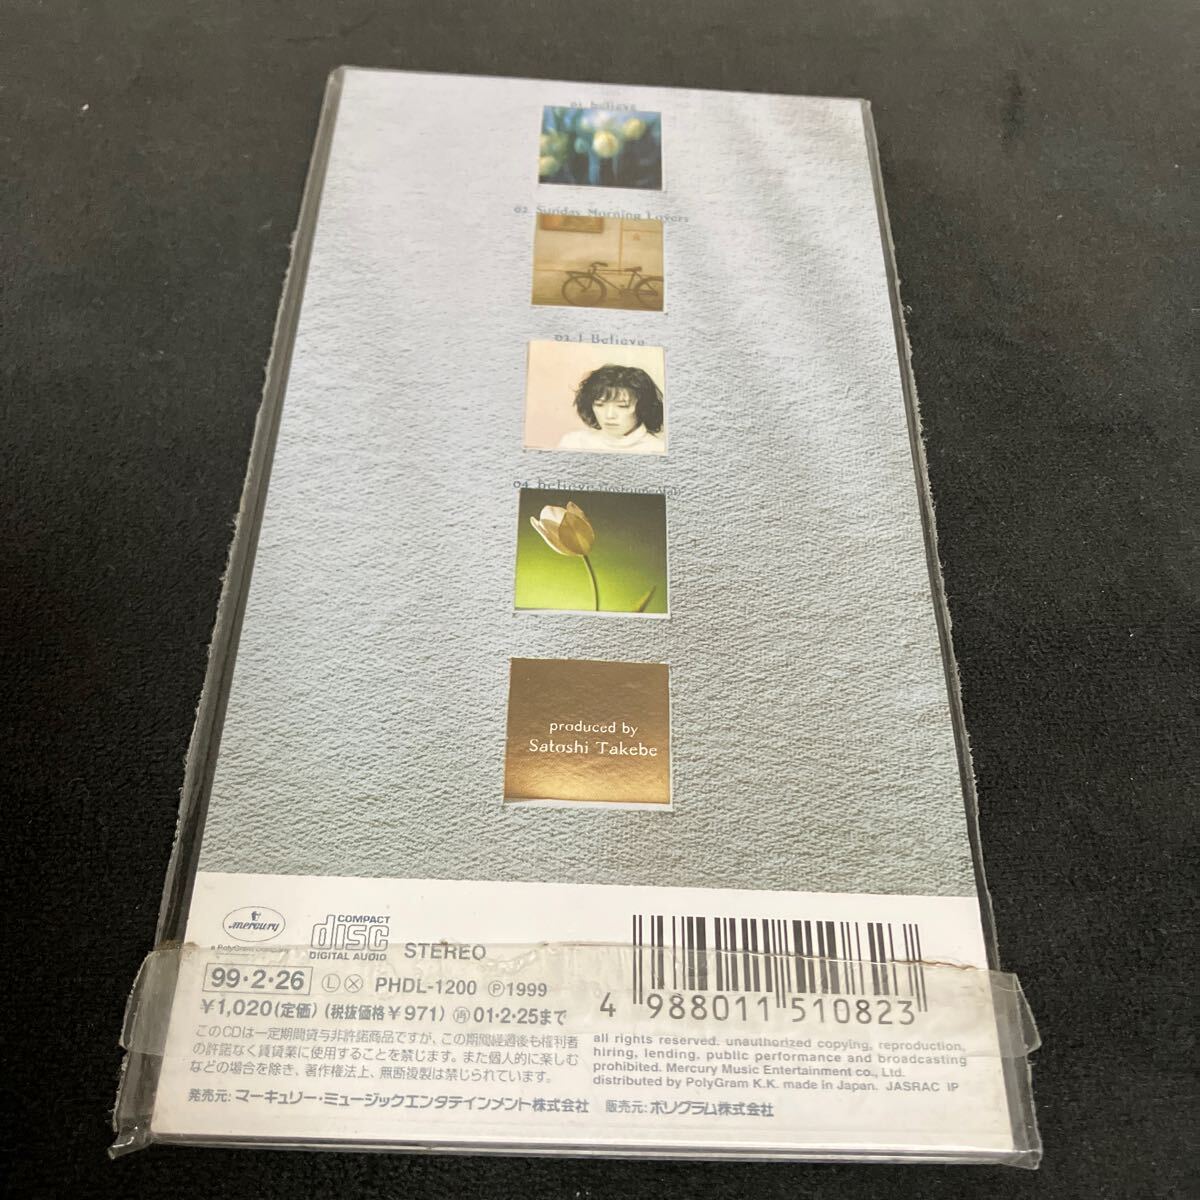 01 believe
02 Sunday Morning Lovers
03 I Believe
04 believe(instrumental)
produced by
Satoshi Takebe
mercury
a PolyGram company
COMPACT
disc
DIGITAL AUDIO
STEREO
99・2・26 Ⓛ Ⓧ PHDL-1200 Ⓟ1999
¥1,020(定価)(税抜価格¥971) 再01・2・25まで
このCDは一定期間貸与非許諾商品ですが、この期間経過後も権利者
の許諾なく賃貸業に使用することを禁じます。また個人的に楽しむ
などの場合を除き、著作権法上、無断複製は禁じられています。
4 988011 510823
all rights reserved. unauthorized copying, reproduction,
hiring, lending, public performance and broadcasting
prohibited. Mercury Music Entertainment co., Ltd.
distributed by PolyGram K.K. made in Japan. JASRAC IP
発売元: マーキュリー・ミュージックエンタテインメント株式会社 販売元: ポリグラム株式会社